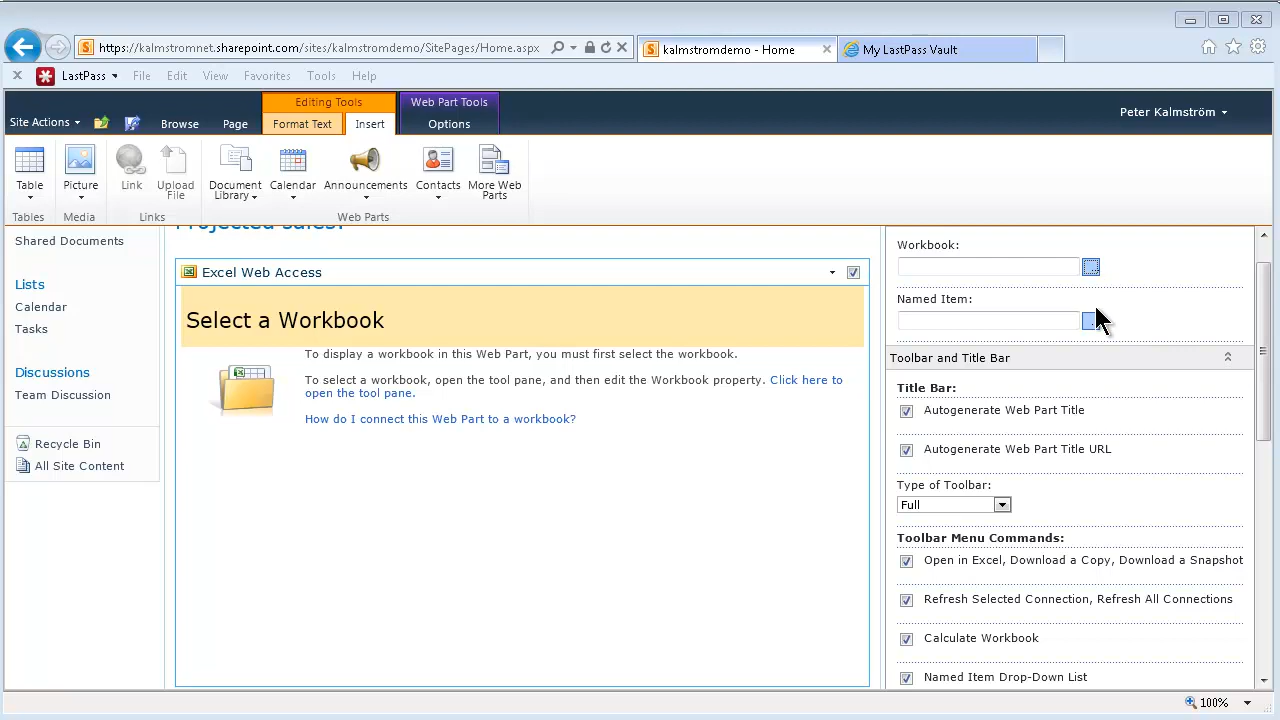 https://kalmstromnet.sharepoint.com/sites/kalmstromdemo/SitePages/Home.aspx
kalmstromdemo - Home
My LastPass Vault
LastPass
File
Edit
View
Favorites
Tools
Help
Editing Tools
Web Part Tools
Site Actions
Browse
Page
Format Text
Insert
Options
Peter Kalmström
Table
Picture
Link
Upload
File
Document
Library
Calendar
Announcements
Contacts
More Web
Parts
Tables
Media
Links
Web Parts
Shared Documents
Lists
Calendar
Tasks
Discussions
Team Discussion
Recycle Bin
All Site Content
Projected sales?
Excel Web Access
Select a Workbook
To display a workbook in this Web Part, you must first select the workbook.
To select a workbook, open the tool pane, and then edit the Workbook property. Click here to
open the tool pane.
How do I connect this Web Part to a workbook?
Workbook:
Named Item:
Toolbar and Title Bar
Title Bar:
Autogenerate Web Part Title
Autogenerate Web Part Title URL
Type of Toolbar:
Full
Toolbar Menu Commands:
Open in Excel, Download a Copy, Download a Snapshot
Refresh Selected Connection, Refresh All Connections
Calculate Workbook
Named Item Drop-Down List
100%